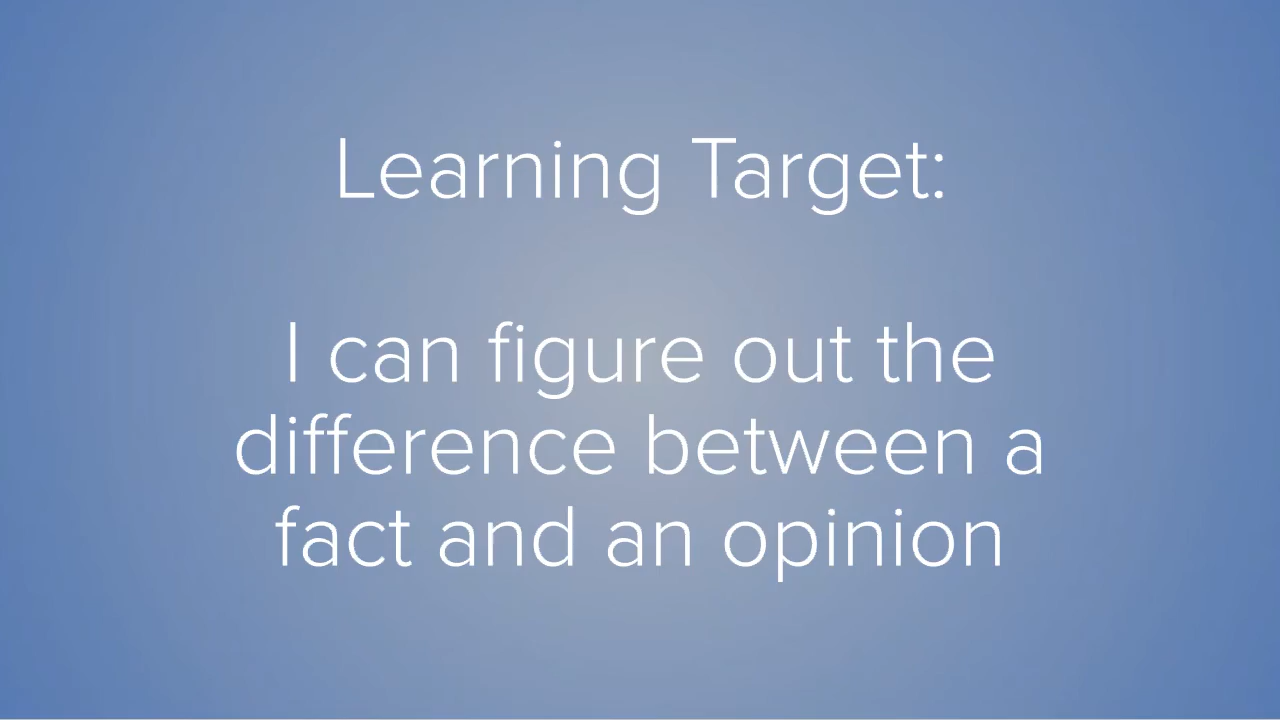 Learning Target:
I can figure out the
difference between a
fact and an opinion